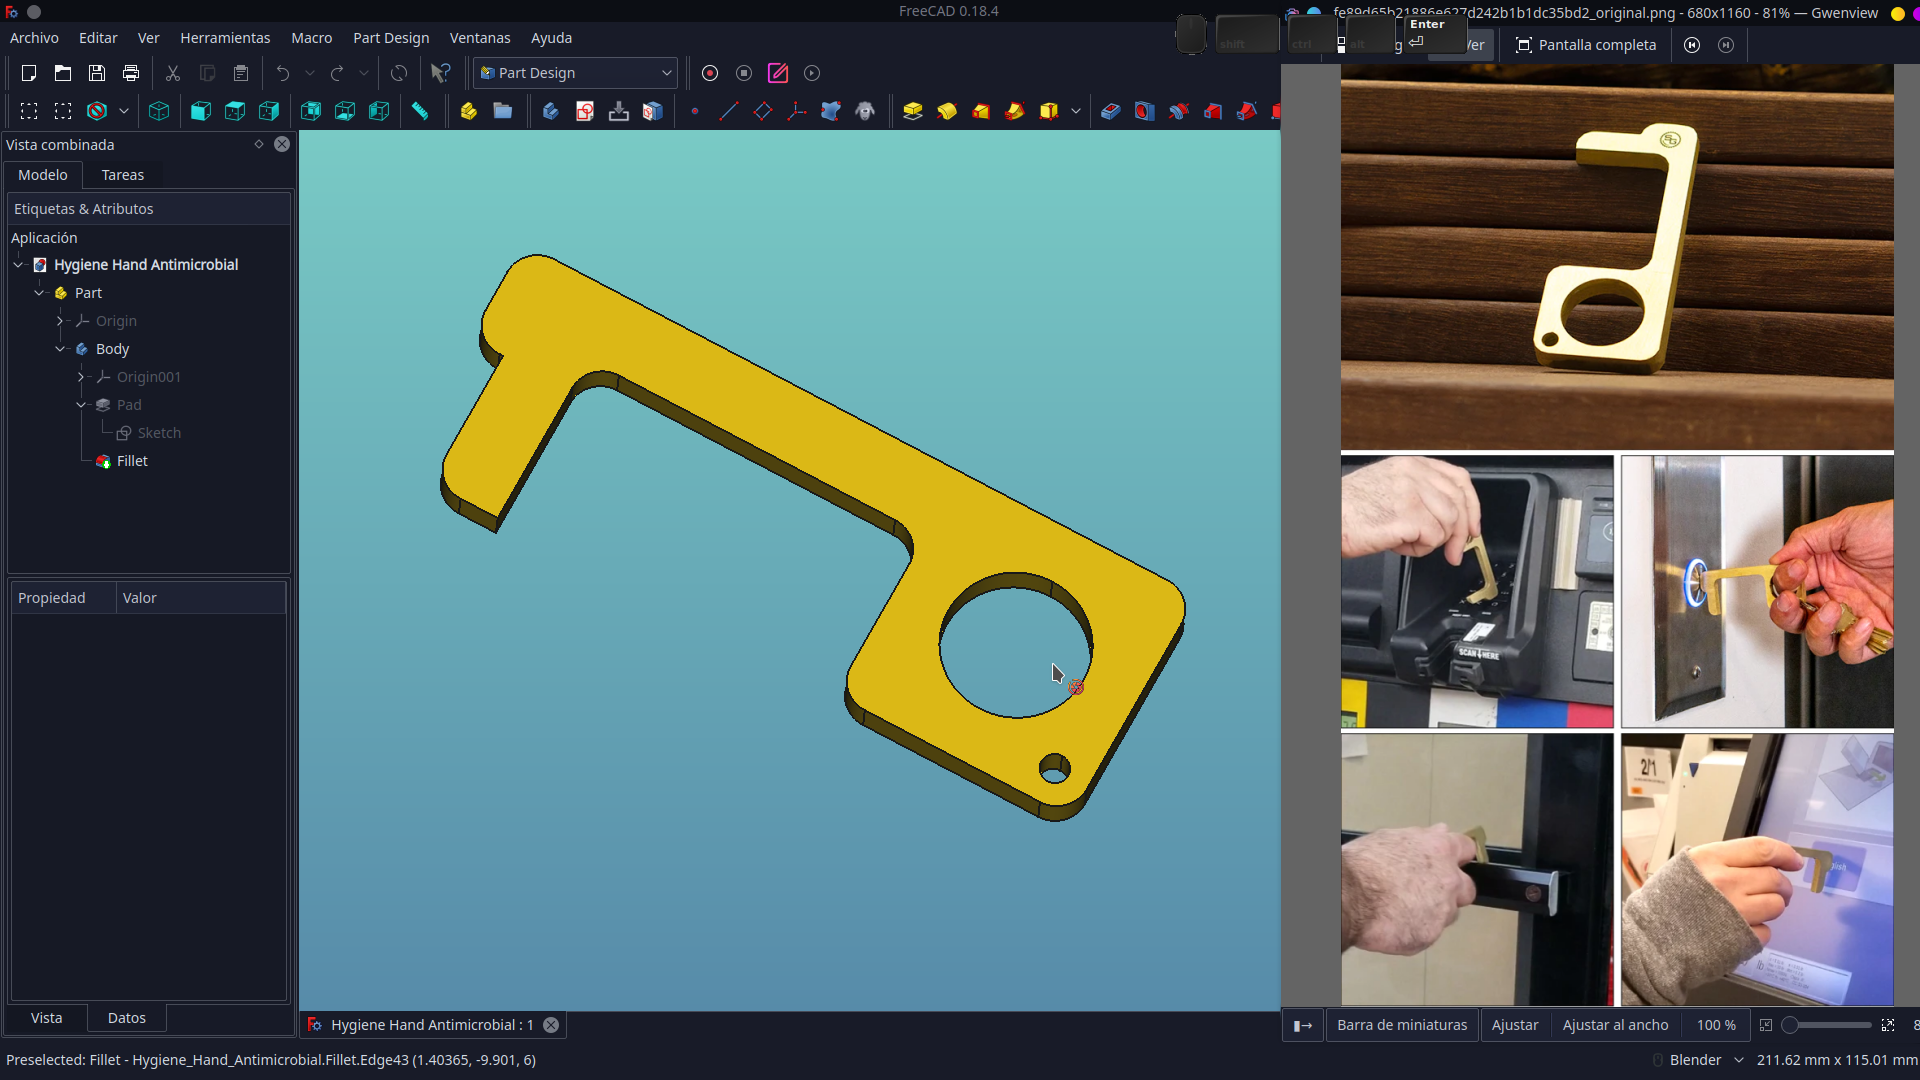 FreeCAD 0.18.4
Archivo Editar Ver Herramientas Macro Part Design Ventanas Ayuda
Part Design
Vista combinada
Modelo Tareas
Etiquetas & Atributos
Aplicación
Hygiene Hand Antimicrobial
Part
Origin
Body
Origin001
Pad
Sketch
Fillet
Propiedad Valor
Vista Datos
Hygiene Hand Antimicrobial : 1
Preselected: Fillet - Hygiene_Hand_Antimicrobial.Fillet.Edge43 (1.40365, -9.901, 6)
fe89d65b21886e627d242b1b1dc35bd2_original.png - 680x1160 - 81% — Gwenview
shift ctrl alt Enter
Ver Pantalla completa
SCAN HERE
2/1
Barra de miniaturas Ajustar Ajustar al ancho 100 % 8
Blender 211.62 mm x 115.01 mm